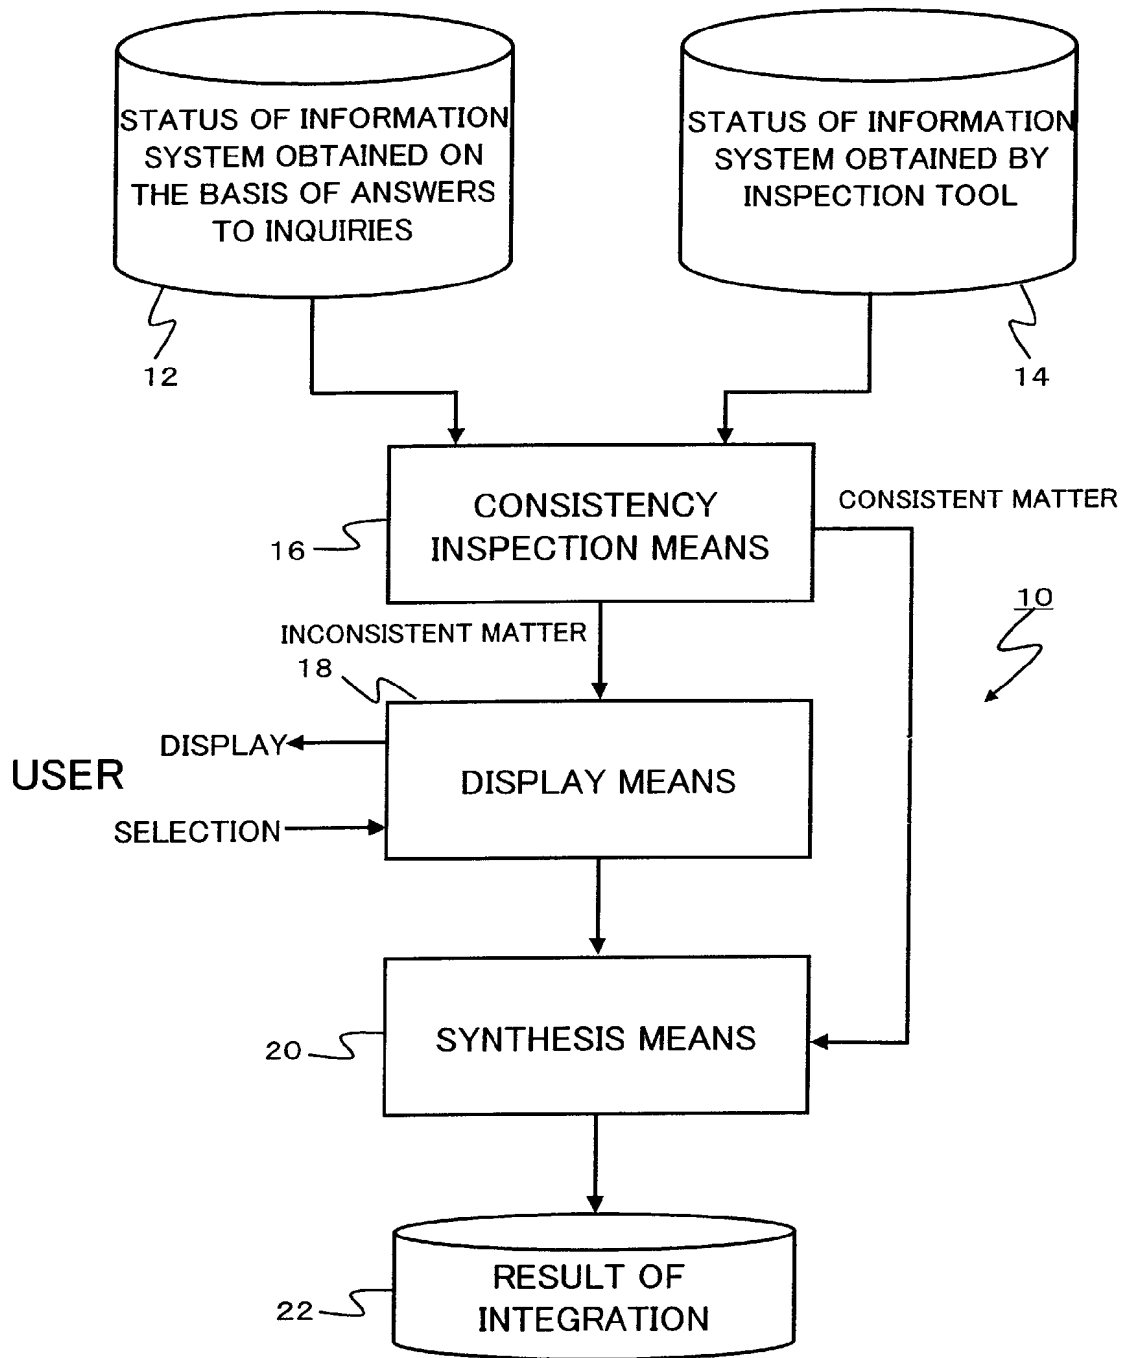 STATUS OF INFORMATION
SYSTEM OBTAINED ON
THE BASIS OF ANSWERS
TO INQUIRIES
STATUS OF INFORMATION
SYSTEM OBTAINED BY
INSPECTION TOOL
12
14
CONSISTENCY
INSPECTION MEANS
16
CONSISTENT MATTER
10
INCONSISTENT MATTER
18
DISPLAY
USER
SELECTION
DISPLAY MEANS
SYNTHESIS MEANS
20
RESULT OF
INTEGRATION
22